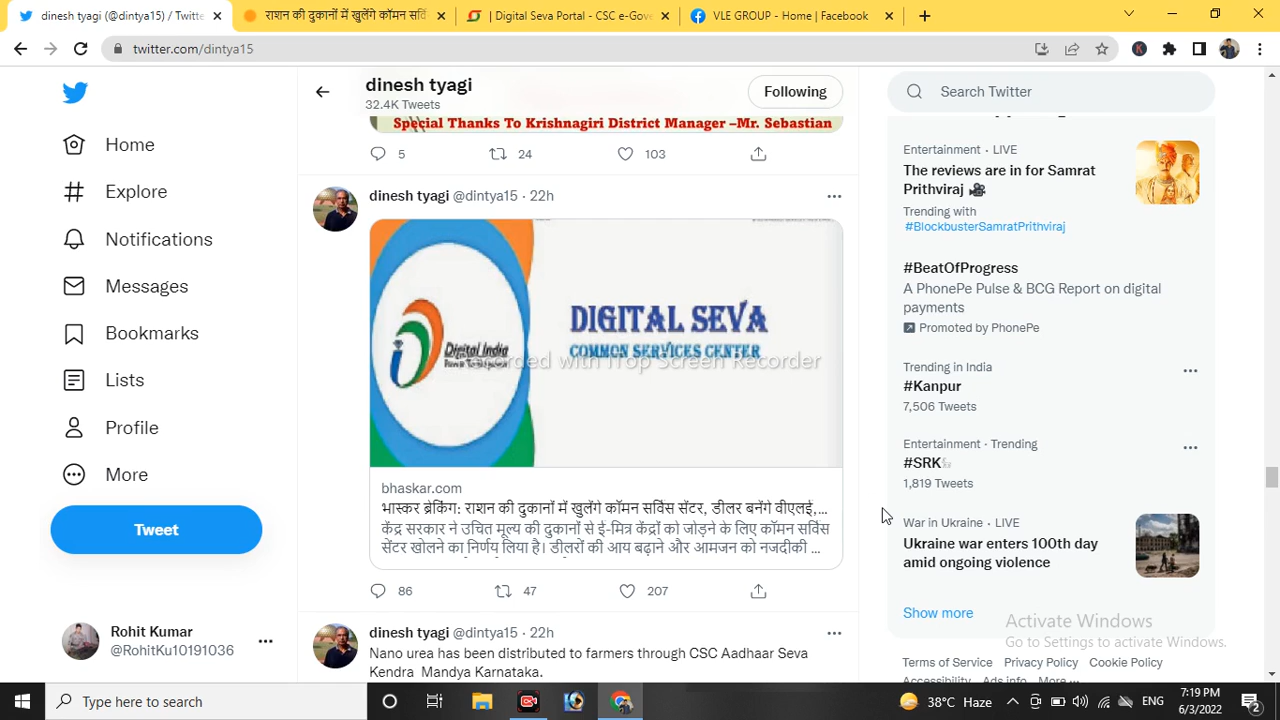 dinesh tyagi (@dintya15) / Twitte
राशन की दुकानों में खुलेंगे कॉमन सर्वि
| Digital Seva Portal - CSC e-Gove
VLE GROUP - Home | Facebook
twitter.com/dintya15
Home
Explore
Notifications
Messages
Bookmarks
Lists
Profile
More
Tweet
Rohit Kumar
@RohitKu10191036
dinesh tyagi
32.4K Tweets
Following
Special Thanks To Krishnagiri District Manager –Mr. Sebastian
5 24 103
dinesh tyagi @dintya15 · 22h
Digital India
DIGITAL SEVA
COMMON SERVICES CENTER
Recorded with iTop Screen Recorder
bhaskar.com
भास्कर ब्रेकिंग: राशन की दुकानों में खुलेंगे कॉमन सर्विस सेंटर, डीलर बनेंगे वीएलई,...
केंद्र सरकार ने उचित मूल्य की दुकानों से ई-मित्र केंद्रों को जोड़ने के लिए कॉमन सर्विस
सेंटर खोलने का निर्णय लिया है। डीलरों की आय बढ़ाने और आमजन को नजदीकी ...
86 47 207
dinesh tyagi @dintya15 · 22h
Nano urea has been distributed to farmers through CSC Aadhaar Seva
Kendra Mandya Karnataka.
Search Twitter
Entertainment · LIVE
The reviews are in for Samrat
Prithviraj
Trending with
#BlockbusterSamratPrithviraj
#BeatOfProgress
A PhonePe Pulse & BCG Report on digital
payments
Promoted by PhonePe
Trending in India
#Kanpur
7,506 Tweets
Entertainment · Trending
#SRK
1,819 Tweets
War in Ukraine · LIVE
Ukraine war enters 100th day
amid ongoing violence
Show more
Activate Windows
Go to Settings to activate Windows.
Terms of Service Privacy Policy Cookie Policy
Accessibility Ads info More ...
Type here to search
38°C Haze
ENG
7:19 PM
6/3/2022
2